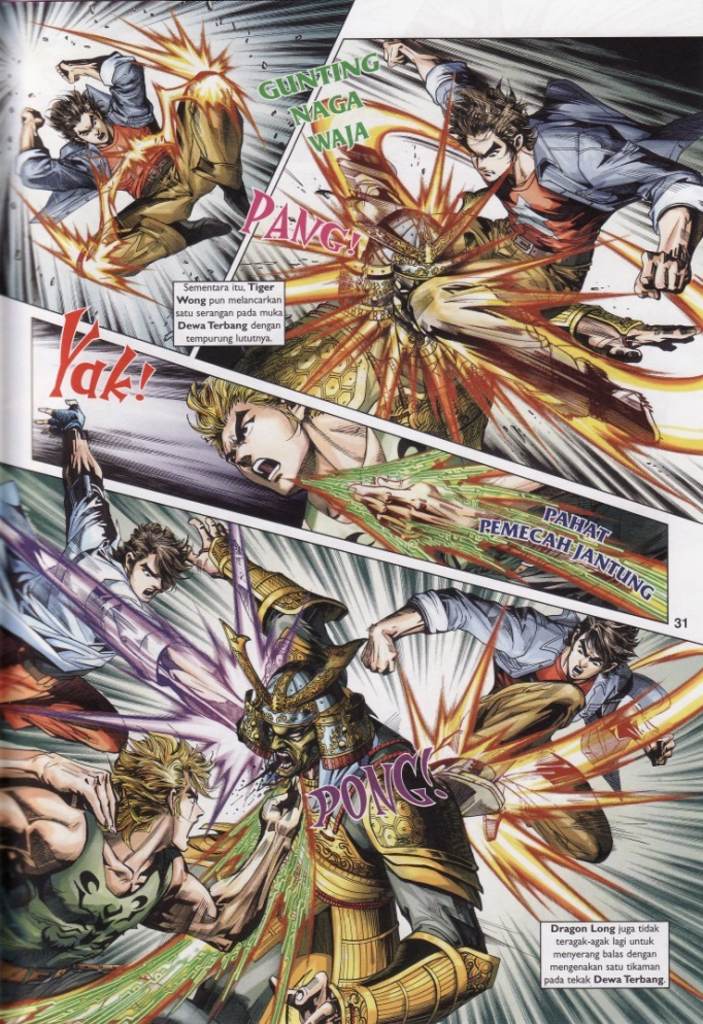 GUNTING
NAGA
WAJA
PANG!
Sementara itu, Tiger
Wong pun melancarkan
satu serangan pada muka
Dewa Terbang dengan
tempurung lututnya.
Yak!
PAHAT
PEMECAH JANTUNG
31
PONG!
Dragon Long juga tidak
teragak-agak lagi untuk
menyerang balas dengan
mengenakan satu tikaman
pada tekak Dewa Terbang.